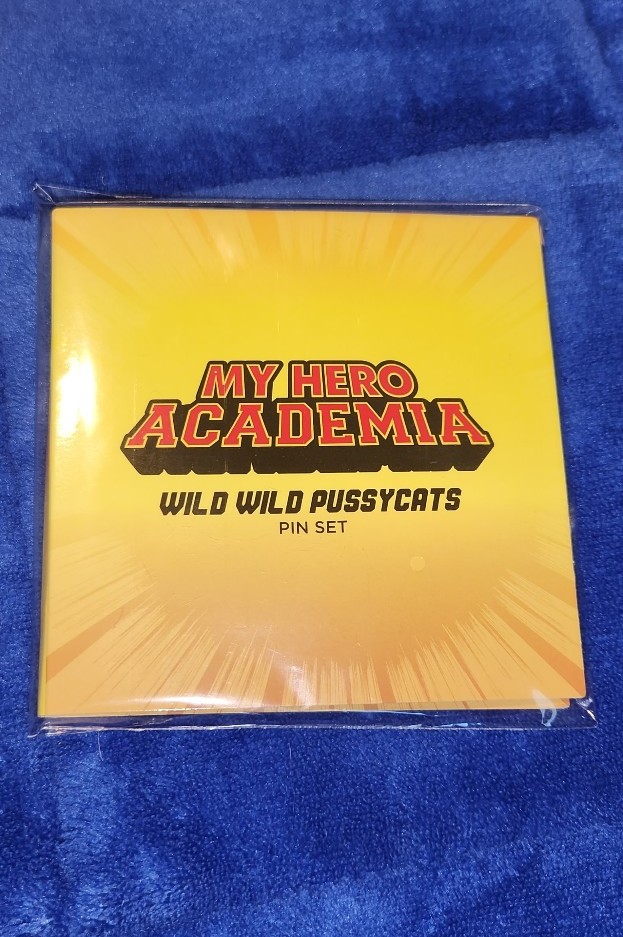 MY HERO
ACADEMIA
WILD WILD PUSSYCATS
PIN SET